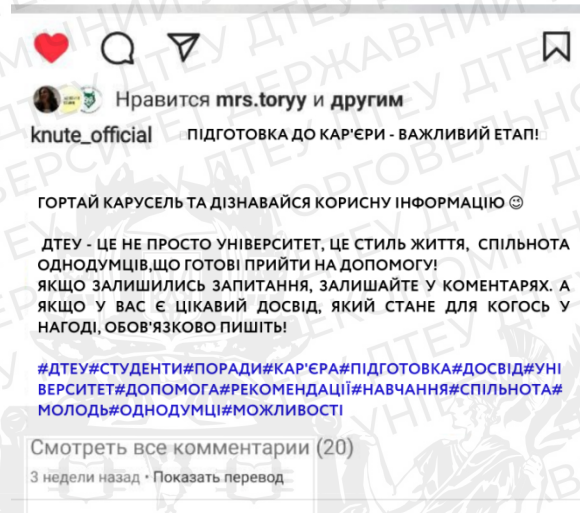 Нравится mrs.toryy и другим
knute_official ПІДГОТОВКА ДО КАР'ЄРИ - ВАЖЛИВИЙ ЕТАП!
ГОРТАЙ КАРУСЕЛЬ ТА ДІЗНАВАЙСЯ КОРИСНУ ІНФОРМАЦІЮ 😉
ДТЕУ - ЦЕ НЕ ПРОСТО УНІВЕРСИТЕТ, ЦЕ СТИЛЬ ЖИТТЯ, СПІЛЬНОТА
ОДНОДУМЦІВ,ЩО ГОТОВІ ПРИЙТИ НА ДОПОМОГУ!
ЯКЩО ЗАЛИШИЛИСЬ ЗАПИТАННЯ, ЗАЛИШАЙТЕ У КОМЕНТАРЯХ. А
ЯКЩО У ВАС Є ЦІКАВИЙ ДОСВІД, ЯКИЙ СТАНЕ ДЛЯ КОГОСЬ У
НАГОДІ, ОБОВ'ЯЗКОВО ПИШІТЬ!
#ДТЕУ#СТУДЕНТИ#ПОРАДИ#КАР'ЄРА#ПІДГОТОВКА#ДОСВІД#УНІ
ВЕРСИТЕТ#ДОПОМОГА#РЕКОМЕНДАЦІЇ#НАВЧАННЯ#СПІЛЬНОТА#
МОЛОДЬ#ОДНОДУМЦІ#МОЖЛИВОСТІ
Смотреть все комментарии (20)
3 недели назад • Показать перевод